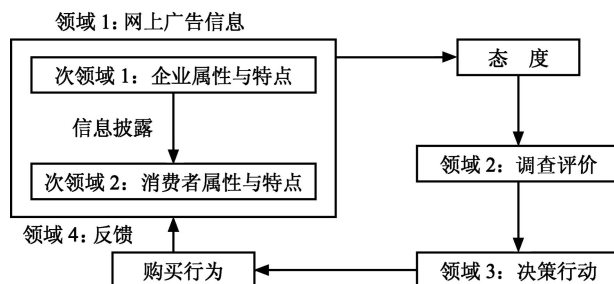 领域 1：网上广告信息
次领域 1：企业属性与特点
信息披露
次领域 2：消费者属性与特点
态 度
领域 2：调查评价
领域 3：决策行动
购买行为
领域 4：反馈